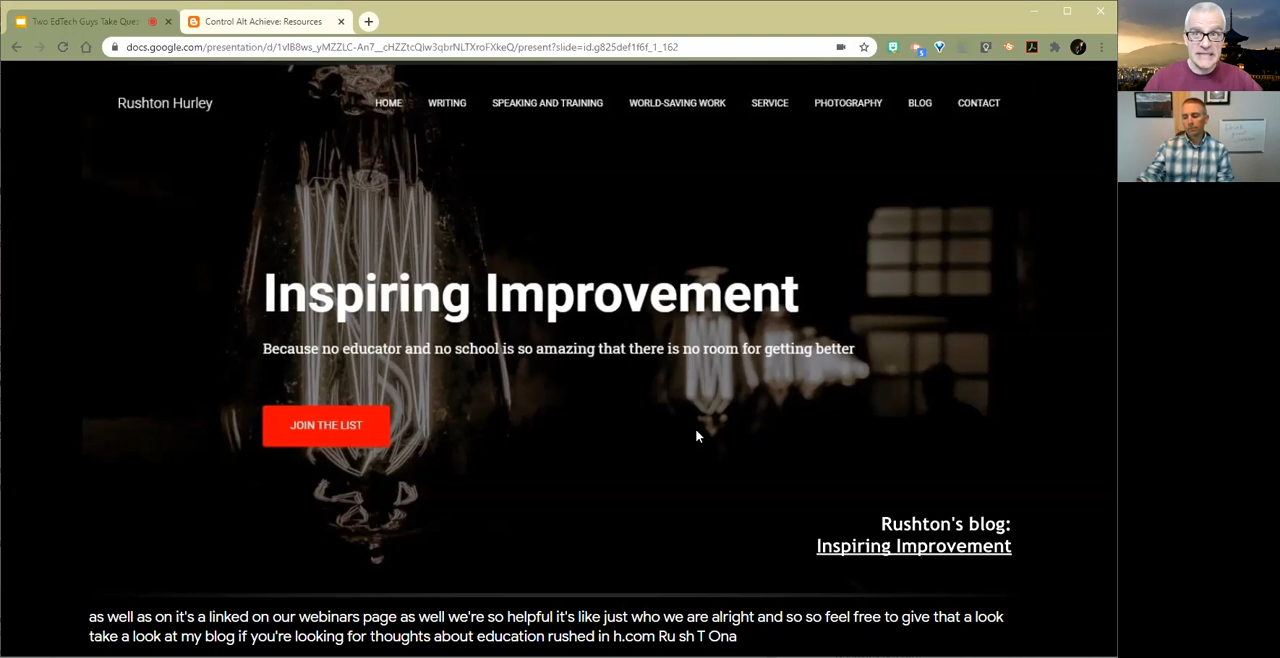 Two EdTech Guys Take Que
Control Alt Achieve: Resources
docs.google.com/presentation/d/1vlB8ws_yMZZLC-An7__cHZZtcQlw3qbrNLTXroFXkeQ/present?slide=id.g825def1f6f_1_162
5
Rushton Hurley
HOME WRITING SPEAKING AND TRAINING WORLD-SAVING WORK SERVICE PHOTOGRAPHY BLOG CONTACT
Inspiring Improvement
Because no educator and no school is so amazing that there is no room for getting better
JOIN THE LIST
Rushton's blog:
Inspiring Improvement
as well as on it's a linked on our webinars page as well we're so helpful it's like just who we are alright and so so feel free to give that a look
take a look at my blog if you're looking for thoughts about education rushed in h.com Ru sh T Ona